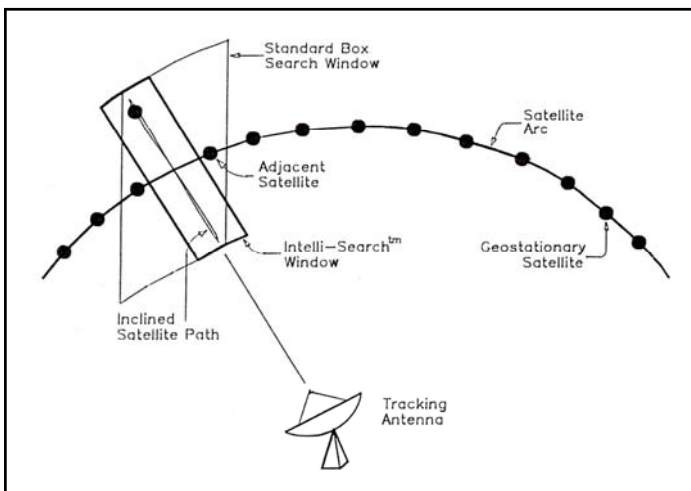 Standard Box
Search Window
Satellite
Arc
Adjacent
Satellite
Intelli-Search™
Window
Geostationary
Satellite
Inclined
Satellite Path
Tracking
Antenna